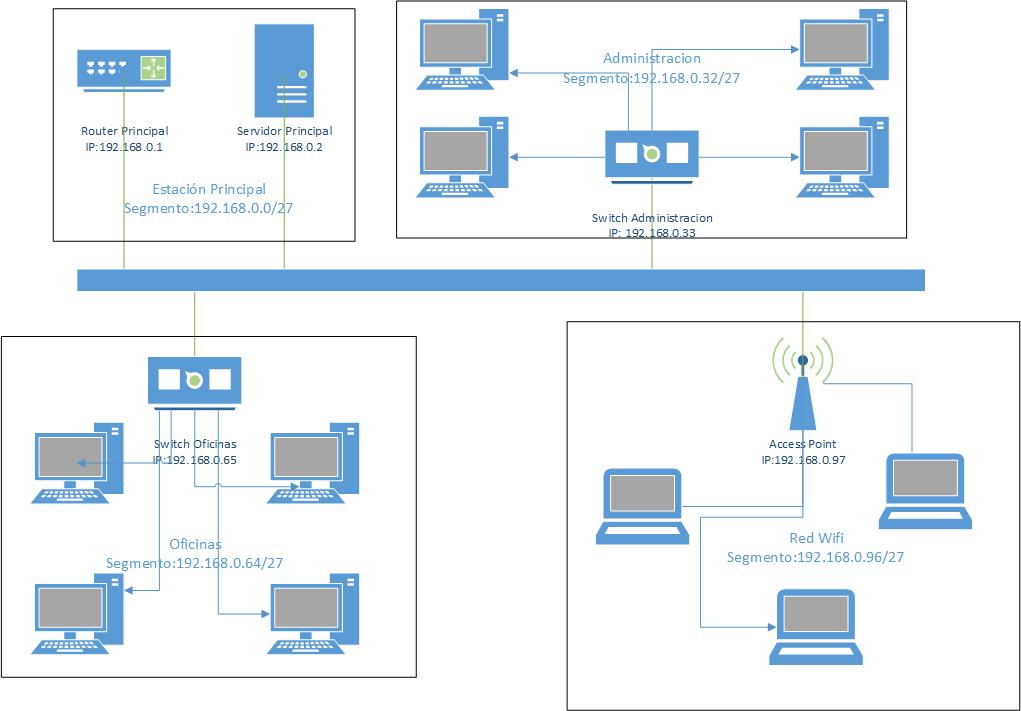 Router Principal
IP:192.168.0.1
Servidor Principal
IP:192.168.0.2
Estación Principal
Segmento:192.168.0.0/27
Administracion
Segmento:192.168.0.32/27
Switch Administracion
IP: 192.168.0.33
Switch Oficinas
IP:192.168.0.65
Oficinas
Segmento:192.168.0.64/27
Access Point
IP:192.168.0.97
Red Wifi
Segmento:192.168.0.96/27